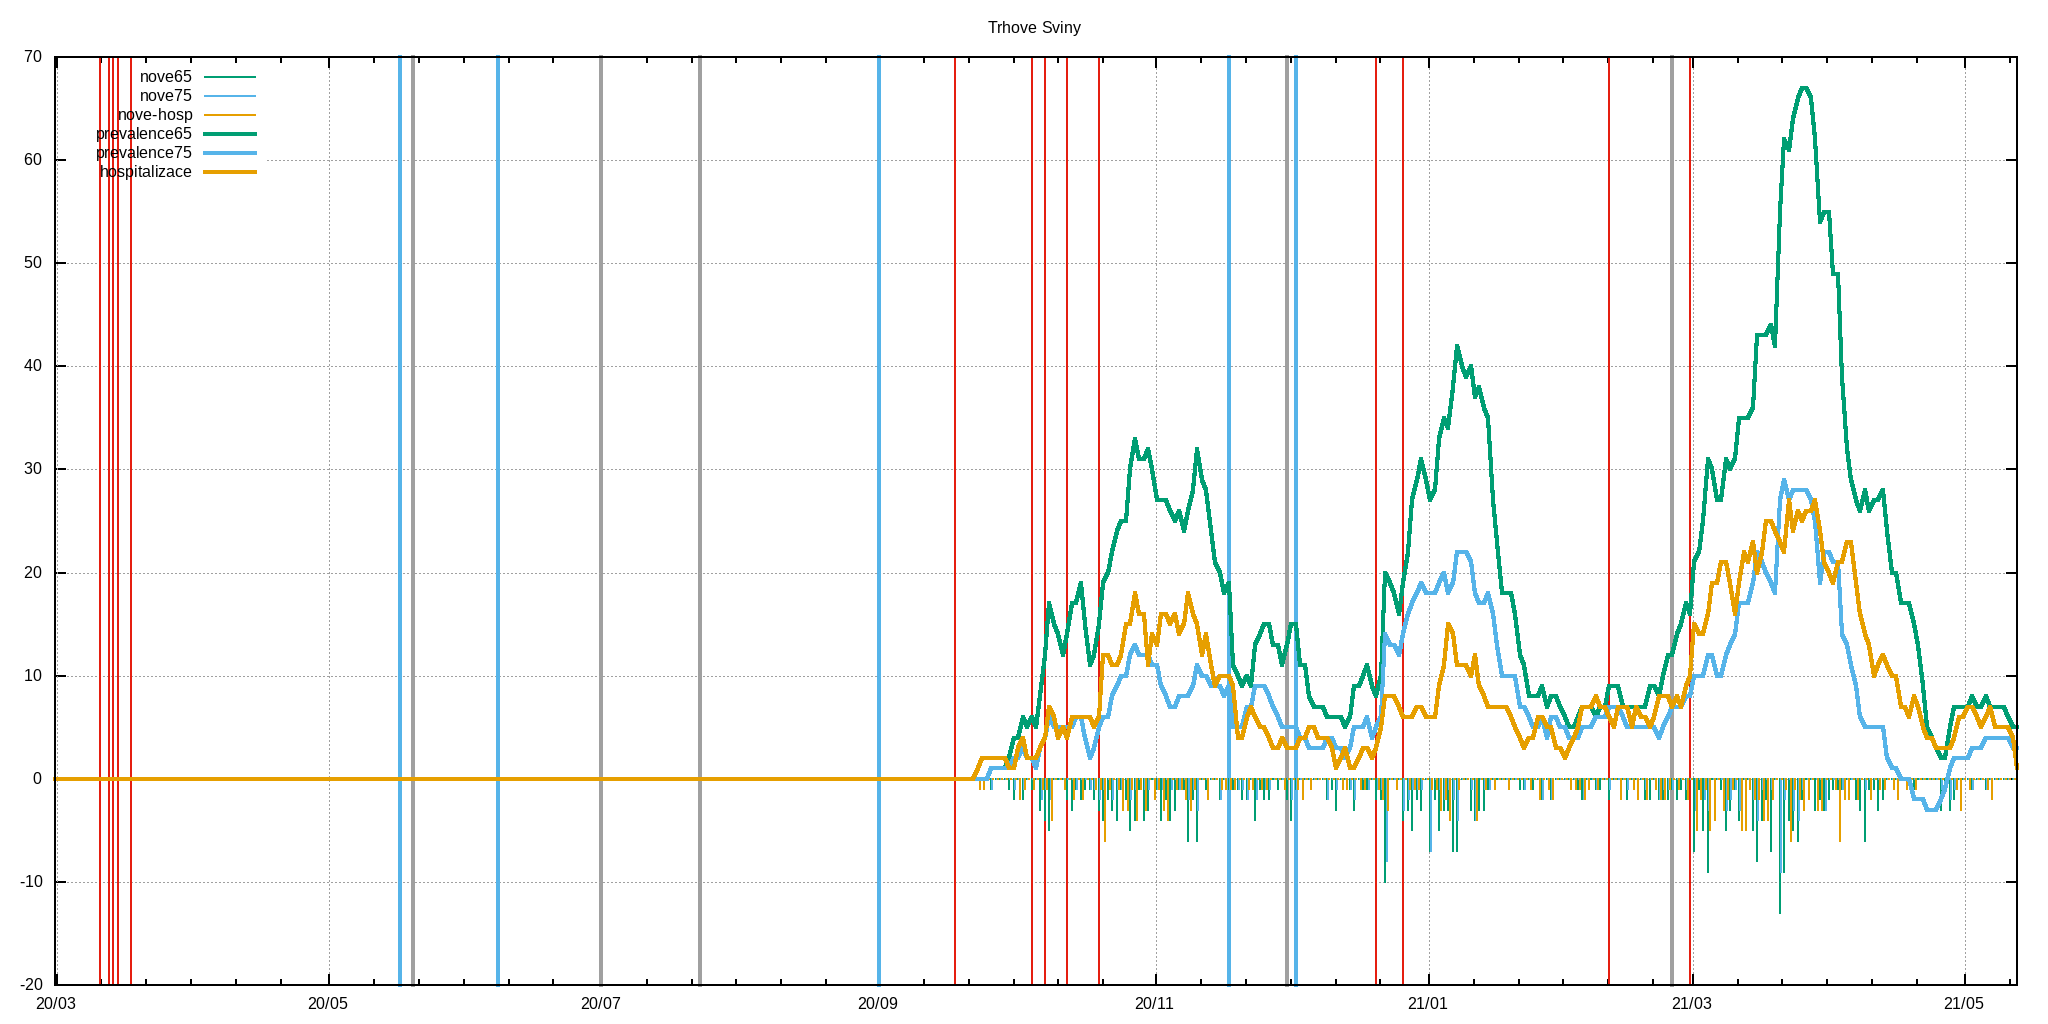 Trhove Sviny
70
60
50
40
30
20
10
0
-10
-20
nove65
nove75
nove-hosp
prevalence65
prevalence75
hospitalizace
20/03 20/05 20/07 20/09 20/11 21/01 21/03 21/05